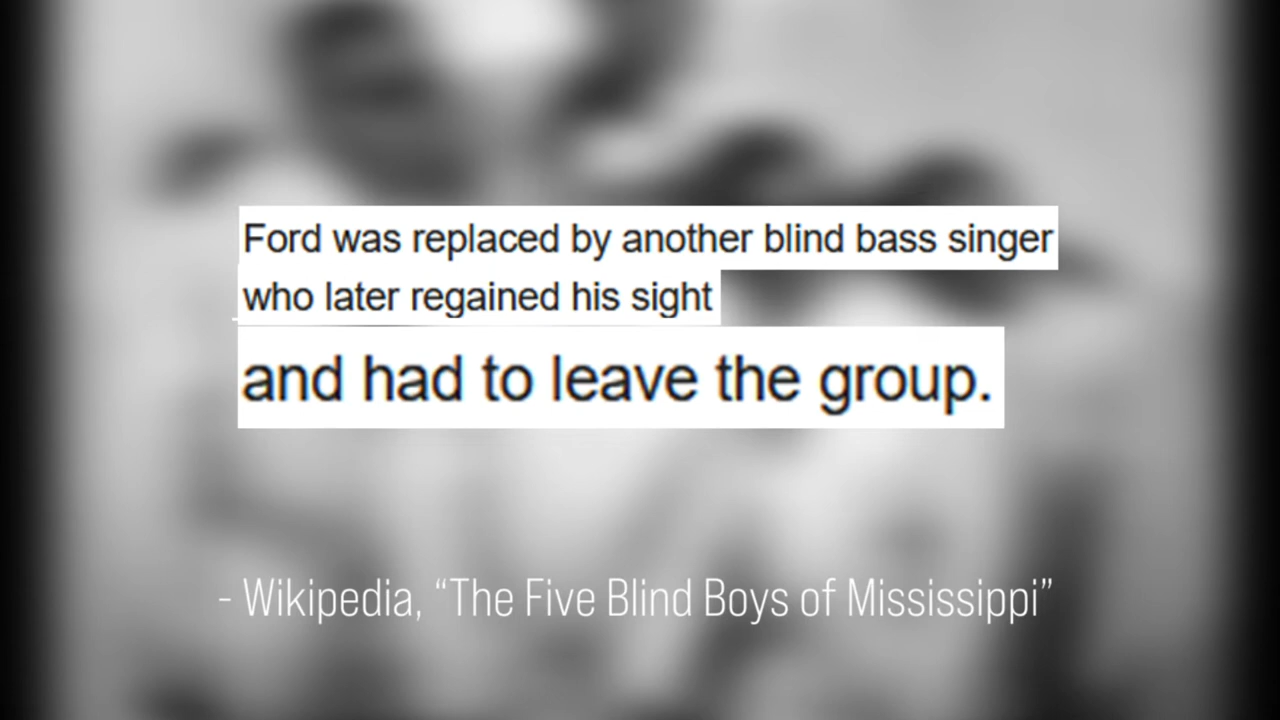 Ford was replaced by another blind bass singer
who later regained his sight
and had to leave the group.
- Wikipedia, “The Five Blind Boys of Mississippi”